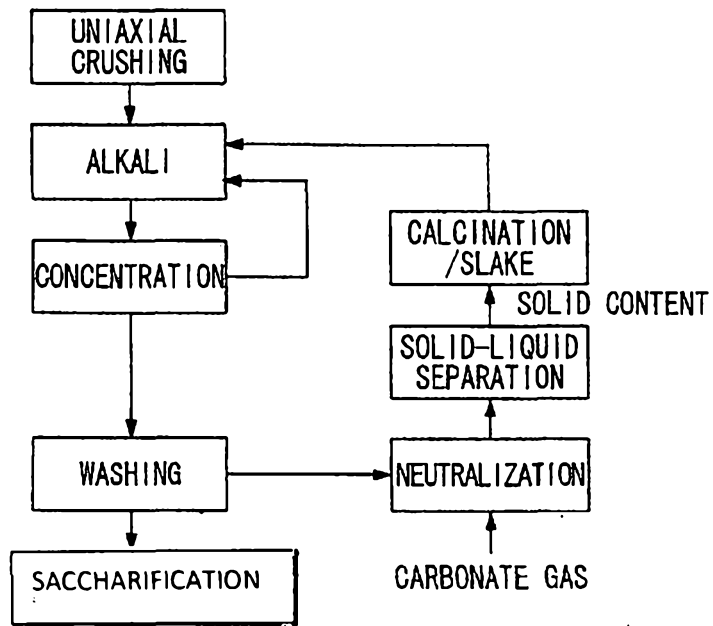 UNIAXIAL
CRUSHING
ALKALI
CONCENTRATION
CALCINATION
/SLAKE
SOLID CONTENT
SOLID-LIQUID
SEPARATION
WASHING
NEUTRALIZATION
SACCHARIFICATION
CARBONATE GAS